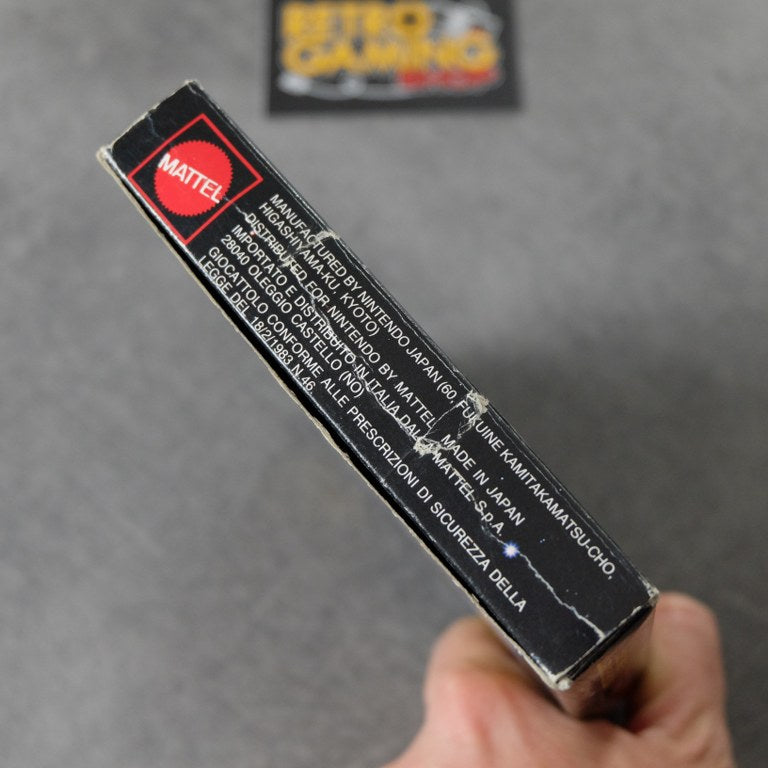 RETRO
GAMING
SHOP
MATTEL
MANUFACTURED BY NINTENDO JAPAN (60, FUKUINE KAMITAKAMATSU-CHO,
HIGASHIYAMA-KU, KYOTO)
DISTRIBUTED FOR NINTENDO BY MATTEL, MADE IN JAPAN
IMPORTATO E DISTRIBUITO IN ITALIA DALLA MATTEL S.p.A.
28040 OLEGGIO CASTELLO (NO)
GIOCATTOLO CONFORME ALLE PRESCRIZIONI DI SICUREZZA DELLA
LEGGE DEL 18/2/1983 N 46